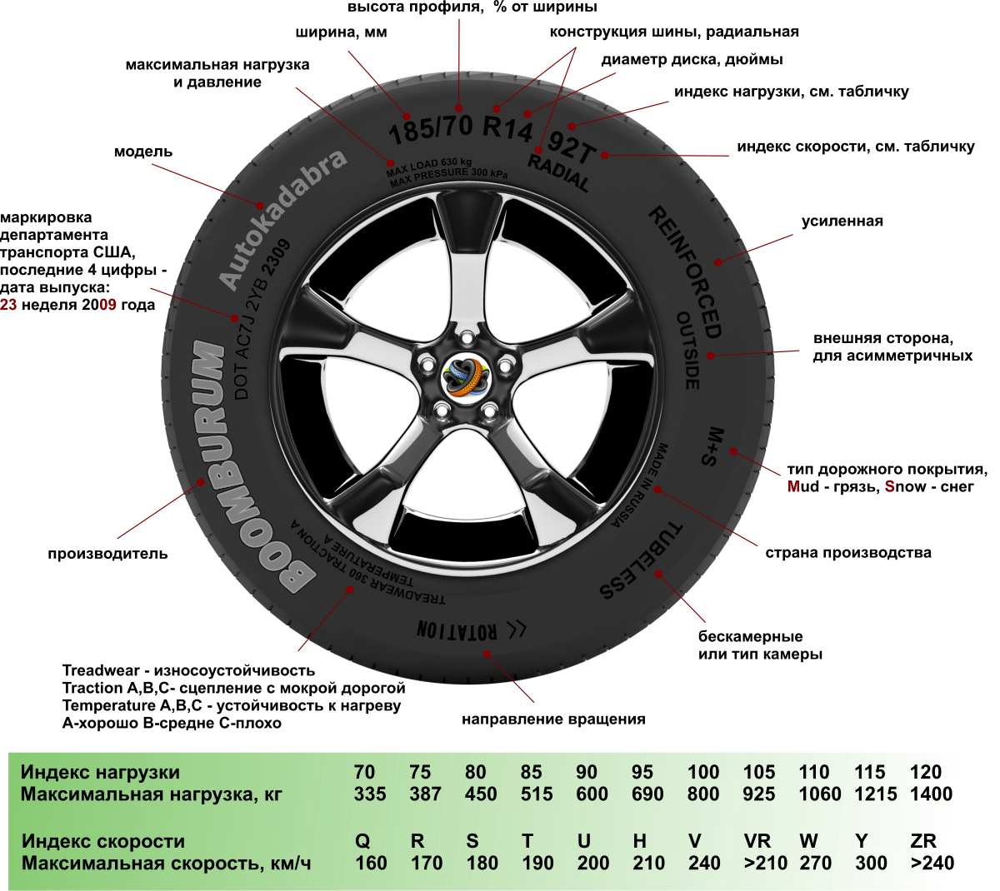 высота профиля, % от ширины
ширина, мм
конструкция шины, радиальная
максимальная нагрузка
и давление
диаметр диска, дюймы
индекс нагрузки, см. табличку
индекс скорости, см. табличку
модель
маркировка
департамента
транспорта США,
последние 4 цифры -
дата выпуска:
23 неделя 2009 года
усиленная
внешняя сторона,
для асимметричных
тип дорожного покрытия,
Mud - грязь, Snow - снег
страна производства
производитель
бескамерные
или тип камеры
направление вращения
Treadwear - износоустойчивость
Traction A,B,C- сцепление с мокрой дорогой
Temperature A,B,C - устойчивость к нагреву
А-хорошо В-средне С-плохо
185/70 R14 92T
RADIAL
MAX LOAD 630 kg
MAX PRESSURE 300 kPa
Autokadabra
DOT AC7J 2YB 2309
BOOMBURUM
REINFORCED
OUTSIDE
M+S
MADE IN RUSSIA
TUBELESS
TREADWEAR 360 TRACTION A
TEMPERATURE A
ROTATION
Индекс нагрузки 70 75 80 85 90 95 100 105 110 115 120
Максимальная нагрузка, кг 335 387 450 515 600 690 800 925 1060 1215 1400
Индекс скорости Q R S T U H V VR W Y ZR
Максимальная скорость, км/ч 160 170 180 190 200 210 240 >210 270 300 >240